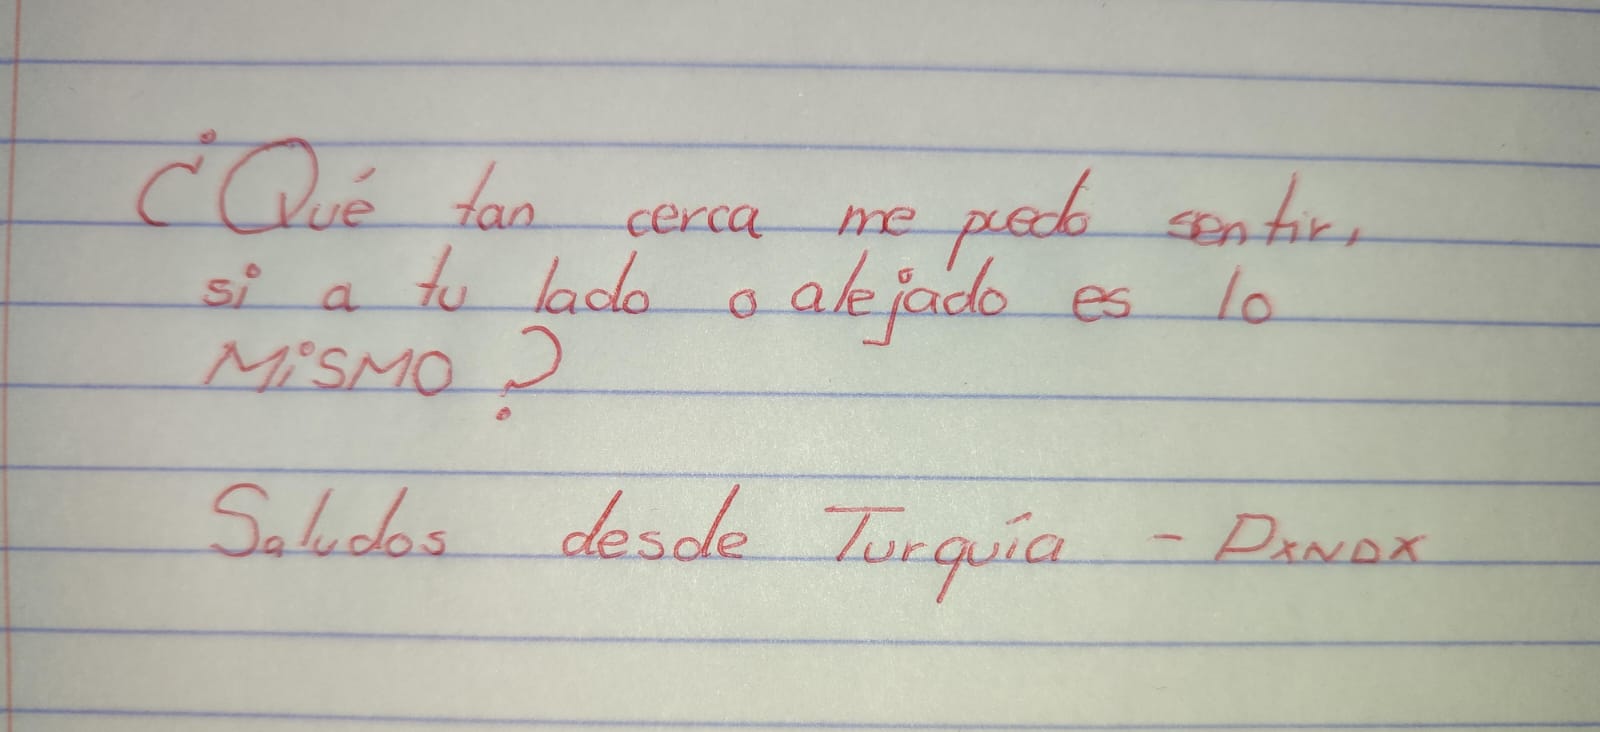 ¿Qué tan cerca me puedo sentir,
si a tu lado o alejado es lo
MiSMO?
Saludos desde Turquía - DXNDX